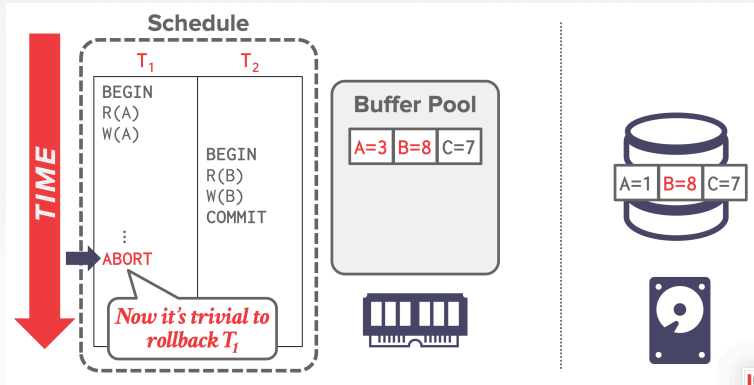 Schedule
T1 T2
TIME
BEGIN
R(A)
W(A)
BEGIN
R(B)
W(B)
COMMIT
⋮
ABORT
Now it's trivial to
rollback T1
Buffer Pool
A=3 B=8 C=7
A=1 B=8 C=7